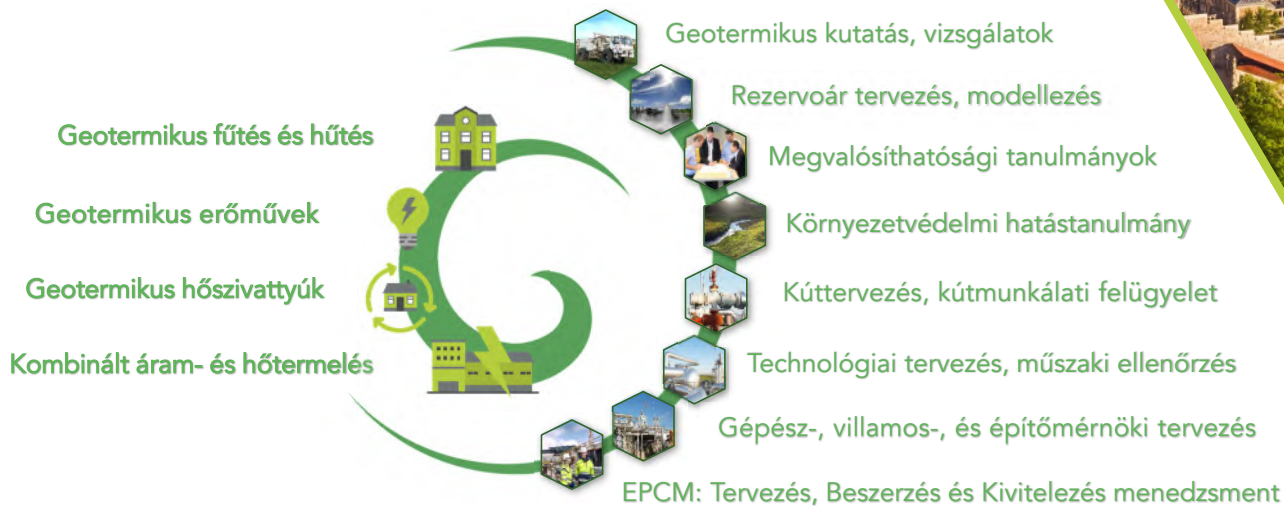 Geotermikus fűtés és hűtés
Geotermikus erőművek
Geotermikus hőszivattyúk
Kombinált áram- és hőtermelés
Geotermikus kutatás, vizsgálatok
Rezervoár tervezés, modellezés
Megvalósíthatósági tanulmányok
Környezetvédelmi hatástanulmány
Kúttervezés, kútmunkálati felügyelet
Technológiai tervezés, műszaki ellenőrzés
Gépész-, villamos-, és építőmérnöki tervezés
EPCM: Tervezés, Beszerzés és Kivitelezés menedzsment